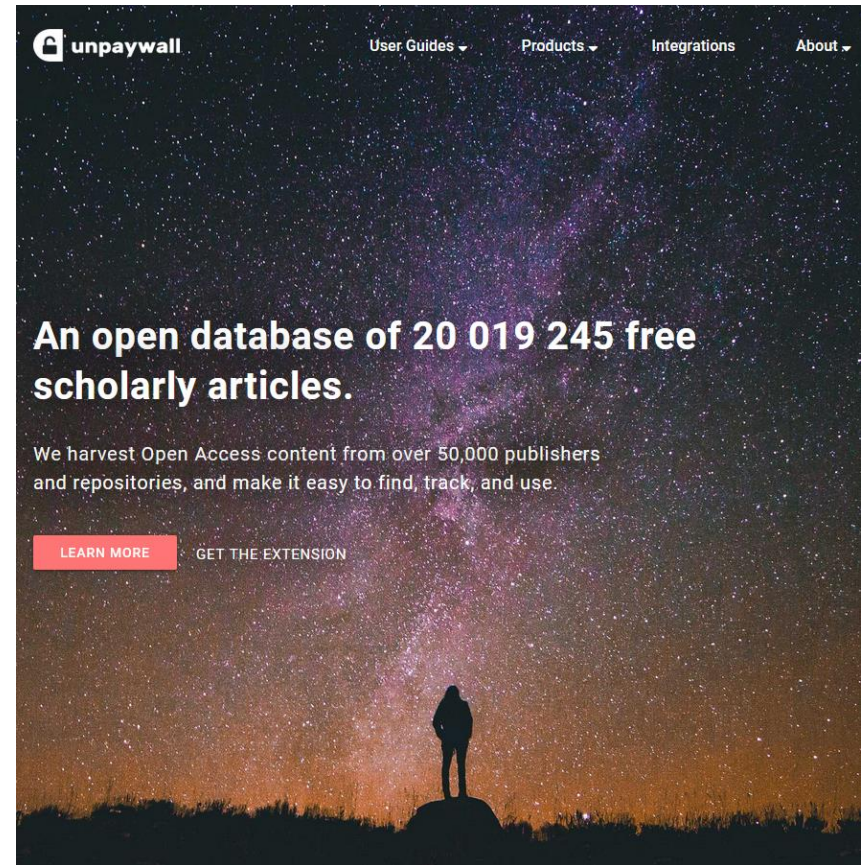 unpaywall
User Guides
Products
Integrations
About
An open database of 20 019 245 free
scholarly articles.
We harvest Open Access content from over 50,000 publishers
and repositories, and make it easy to find, track, and use.
LEARN MORE
GET THE EXTENSION